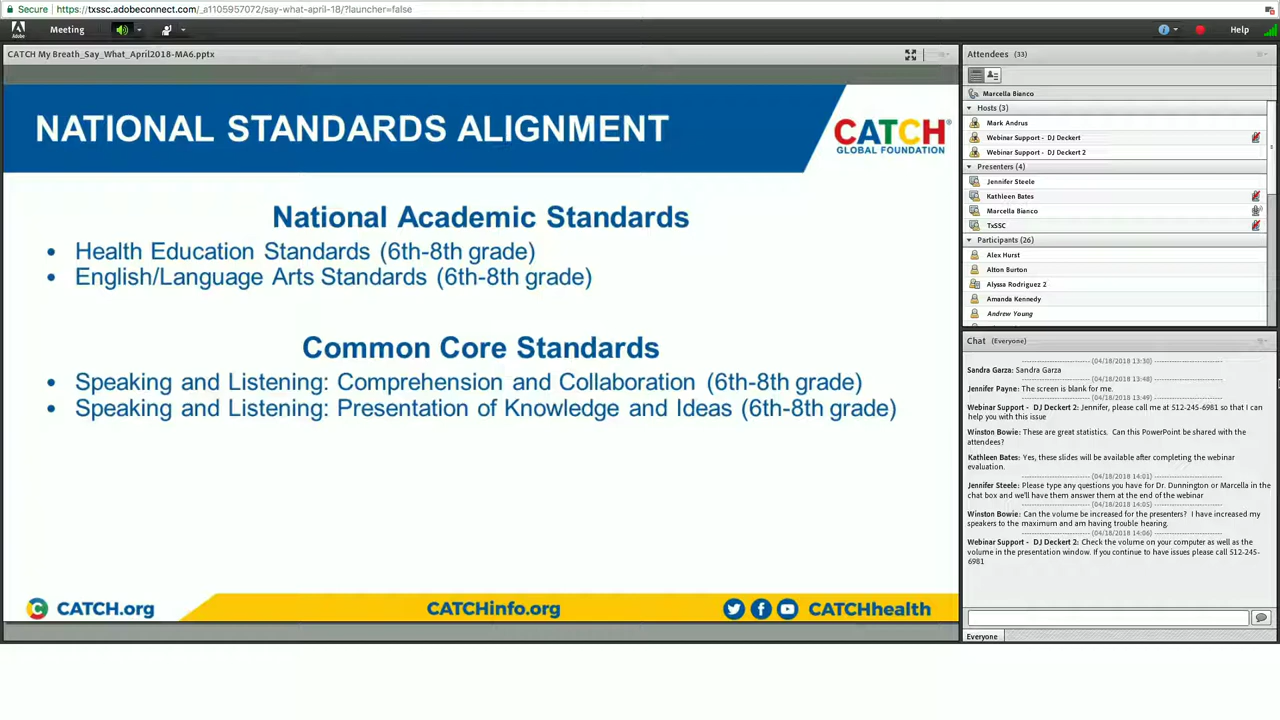 Secure
https://txssc.adobeconnect.com/_a1105957072/say-what-april-18/?launcher=false
Adobe
Meeting
Help
CATCH My Breath_Say_What_April2018-MA6.pptx
NATIONAL STANDARDS ALIGNMENT
CATCH®
GLOBAL FOUNDATION
National Academic Standards
• Health Education Standards (6th-8th grade)
• English/Language Arts Standards (6th-8th grade)
Common Core Standards
• Speaking and Listening: Comprehension and Collaboration (6th-8th grade)
• Speaking and Listening: Presentation of Knowledge and Ideas (6th-8th grade)
C CATCH.org
CATCHinfo.org
CATCHhealth
Attendees (33)
Marcella Bianco
Hosts (3)
Mark Andrus
Webinar Support - DJ Deckert
Webinar Support - DJ Deckert 2
Presenters (4)
Jennifer Steele
Kathleen Bates
Marcella Bianco
TxSSC
Participants (26)
Alex Hurst
Alton Burton
Alyssa Rodriguez 2
Amanda Kennedy
Andrew Young
Chat (Everyone)
------------------ (04/18/2018 13:30) ------------------
Sandra Garza: Sandra Garza
------------------ (04/18/2018 13:48) ------------------
Jennifer Payne: The screen is blank for me.
------------------ (04/18/2018 13:49) ------------------
Webinar Support - DJ Deckert 2: Jennifer, please call me at 512-245-6981 so that I can
help you with this issue
Winston Bowie: These are great statistics. Can this PowerPoint be shared with the
attendees?
Kathleen Bates: Yes, these slides will be available after completing the webinar
evaluation.
------------------ (04/18/2018 14:01) ------------------
Jennifer Steele: Please type any questions you have for Dr. Dunnington or Marcella in the
chat box and we'll have them answer them at the end of the webinar
------------------ (04/18/2018 14:05) ------------------
Winston Bowie: Can the volume be increased for the presenters? I have increased my
speakers to the maximum and am having trouble hearing.
------------------ (04/18/2018 14:06) ------------------
Webinar Support - DJ Deckert 2: Check the volume on your computer as well as the
volume in the presentation window. If you continue to have issues please call 512-245-
6981
Everyone